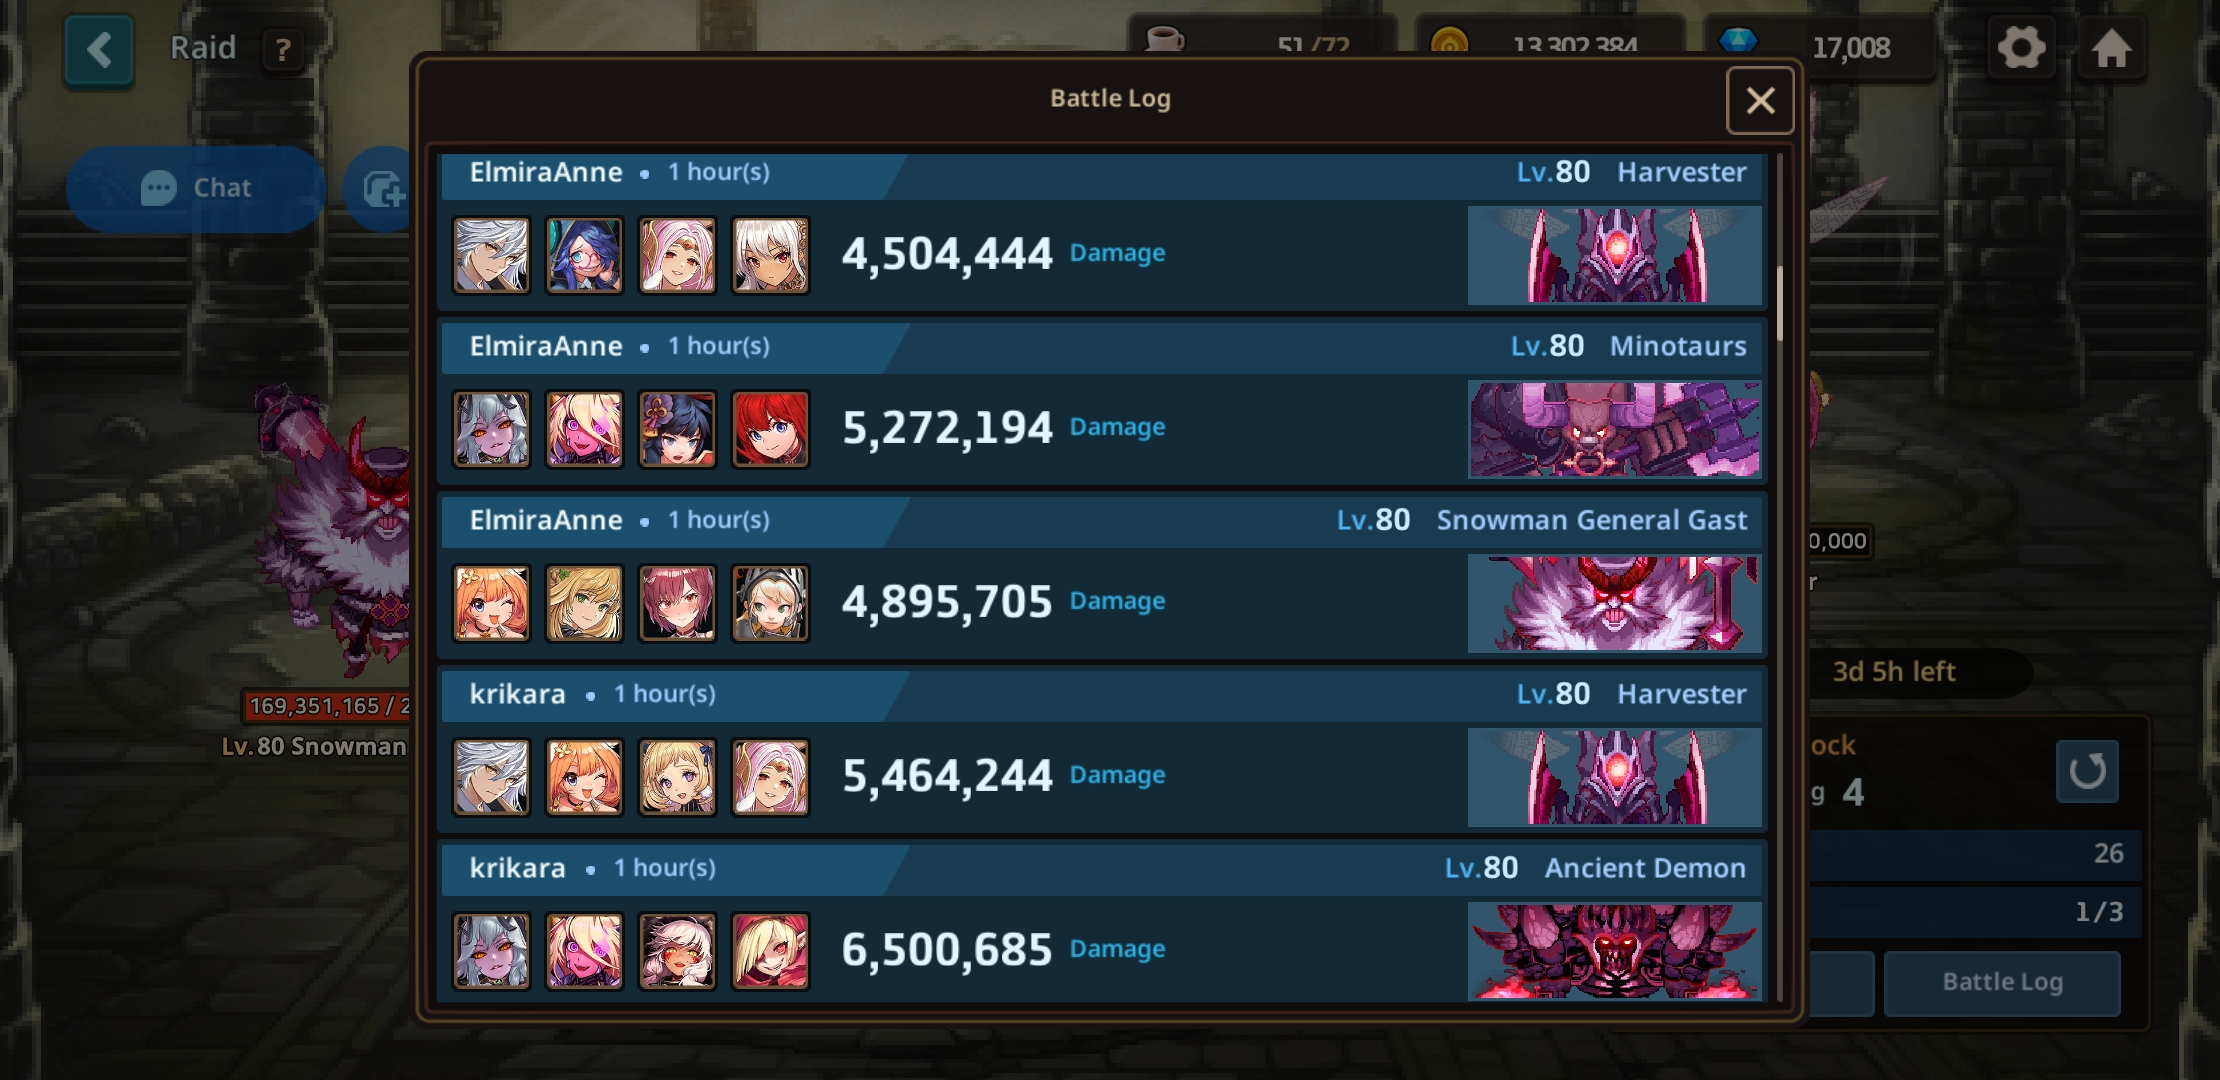 Raid ?
51/72
13,302,384
17,008
Battle Log
Chat
ElmiraAnne • 1 hour(s)
Lv.80 Harvester
4,504,444 Damage
ElmiraAnne • 1 hour(s)
Lv.80 Minotaurs
5,272,194 Damage
ElmiraAnne • 1 hour(s)
Lv.80 Snowman General Gast
4,895,705 Damage
krikara • 1 hour(s)
Lv.80 Harvester
5,464,244 Damage
krikara • 1 hour(s)
Lv.80 Ancient Demon
6,500,685 Damage
169,351,165 / 2
Lv.80 Snowman
0,000
r
3d 5h left
ock
g 4
26
1/3
Battle Log